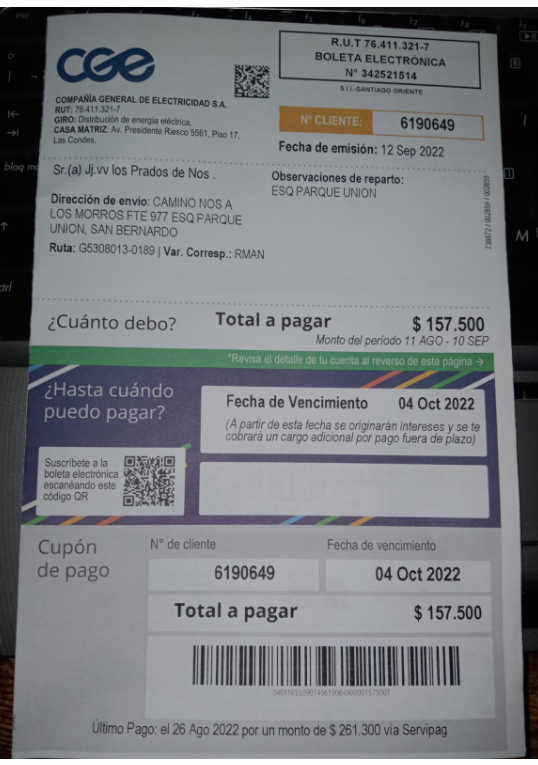 CGE
R.U.T 76.411.321-7
BOLETA ELECTRÓNICA
N° 342521514
S.I.I.-SANTIAGO ORIENTE
COMPAÑÍA GENERAL DE ELECTRICIDAD S.A.
RUT: 76.411.321-7
GIRO: Distribución de energía eléctrica.
CASA MATRIZ: Av. Presidente Riesco 5561, Piso 17,
Las Condes.
N° CLIENTE: 6190649
Fecha de emisión: 12 Sep 2022
Sr.(a) Jj.vv los Prados de Nos .
Dirección de envio: CAMINO NOS A
LOS MORROS FTE 977 ESQ PARQUE
UNION, SAN BERNARDO
Ruta: G5308013-0189 | Var. Corresp.: RMAN
Observaciones de reparto:
ESQ PARQUE UNION
¿Cuánto debo?
Total a pagar $ 157.500
Monto del período 11 AGO - 10 SEP
*Revisa el detalle de tu cuenta al reverso de esta página →
¿Hasta cuándo
puedo pagar?
Fecha de Vencimiento 04 Oct 2022
(A partir de esta fecha se originarán intereses y se te
cobrará un cargo adicional por pago fuera de plazo)
Suscríbete a la
boleta electrónica
escanéando este
código QR
Cupón
de pago
N° de cliente
6190649
Fecha de vencimiento
04 Oct 2022
Total a pagar $ 157.500
Último Pago: el 26 Ago 2022 por un monto de $ 261.300 via Servipag